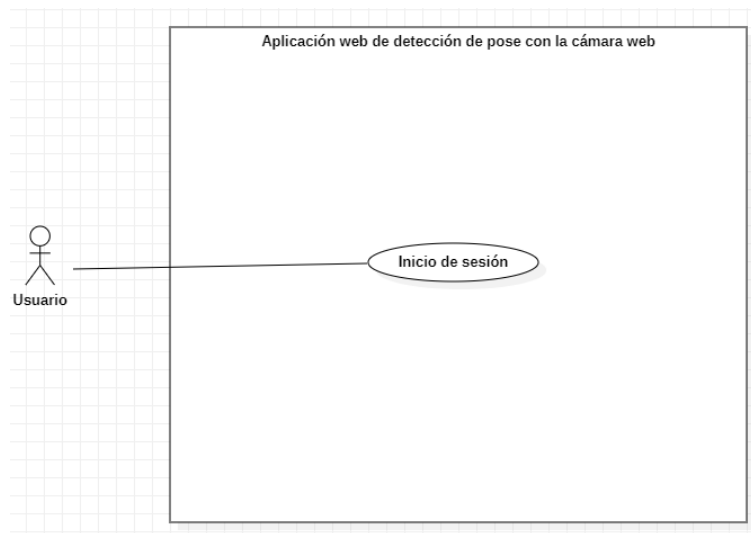 Aplicación web de detección de pose con la cámara web
Inicio de sesión
Usuario